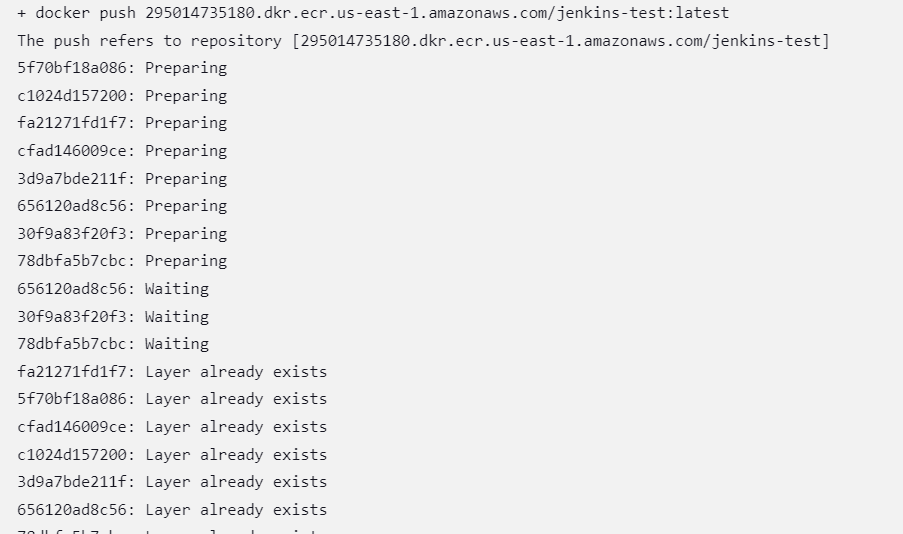 + docker push 295014735180.dkr.ecr.us-east-1.amazonaws.com/jenkins-test:latest
The push refers to repository [295014735180.dkr.ecr.us-east-1.amazonaws.com/jenkins-test]
5f70bf18a086: Preparing
c1024d157200: Preparing
fa21271fd1f7: Preparing
cfad146009ce: Preparing
3d9a7bde211f: Preparing
656120ad8c56: Preparing
30f9a83f20f3: Preparing
78dbfa5b7cbc: Preparing
656120ad8c56: Waiting
30f9a83f20f3: Waiting
78dbfa5b7cbc: Waiting
fa21271fd1f7: Layer already exists
5f70bf18a086: Layer already exists
cfad146009ce: Layer already exists
c1024d157200: Layer already exists
3d9a7bde211f: Layer already exists
656120ad8c56: Layer already exists